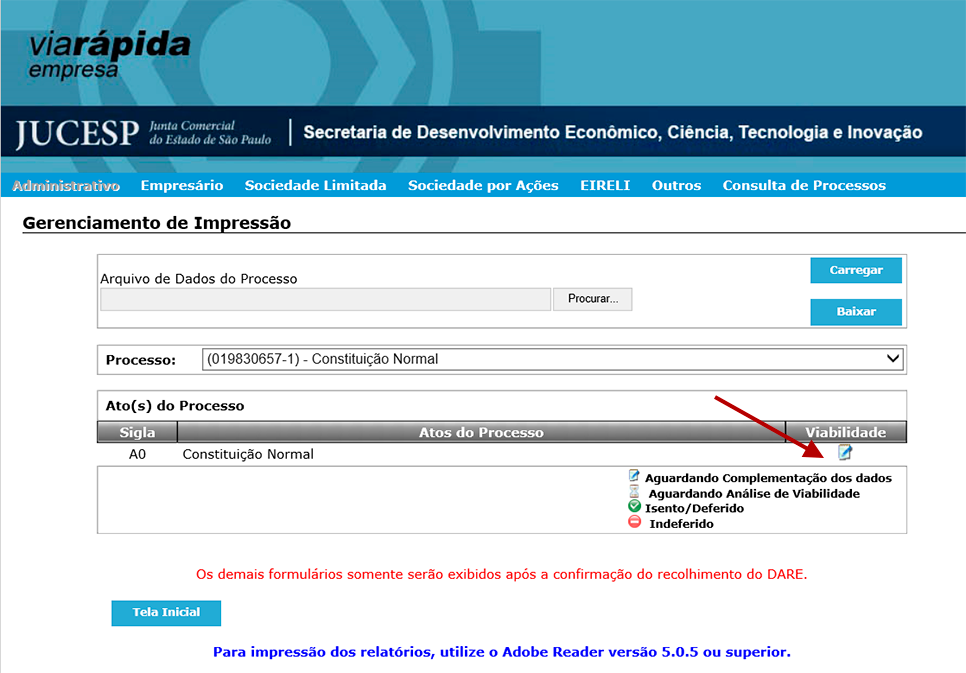 viarápida
empresa
JUCESP Junta Comercial do Estado de São Paulo Secretaria de Desenvolvimento Econômico, Ciência, Tecnologia e Inovação
Administrativo Empresário Sociedade Limitada Sociedade por Ações EIRELI Outros Consulta de Processos
Gerenciamento de Impressão
Carregar
Arquivo de Dados do Processo
Procurar...
Baixar
Processo: (019830657-1) - Constituição Normal
Ato(s) do Processo
Sigla Atos do Processo Viabilidade
A0 Constituição Normal
Aguardando Complementação dos dados
Aguardando Análise de Viabilidade
Isento/Deferido
Indeferido
Os demais formulários somente serão exibidos após a confirmação do recolhimento do DARE.
Tela Inicial
Para impressão dos relatórios, utilize o Adobe Reader versão 5.0.5 ou superior.